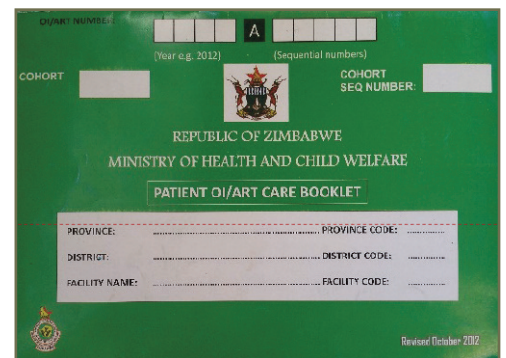 OI/ART NUMBER: A
(Year e.g. 2012) (Sequential numbers)
COHORT COHORT
SEQ NUMBER:
REPUBLIC OF ZIMBABWE
MINISTRY OF HEALTH AND CHILD WELFARE
PATIENT OI/ART CARE BOOKLET
PROVINCE: PROVINCE CODE:
DISTRICT: DISTRICT CODE:
FACILITY NAME: FACILITY CODE:
Revised October 2012